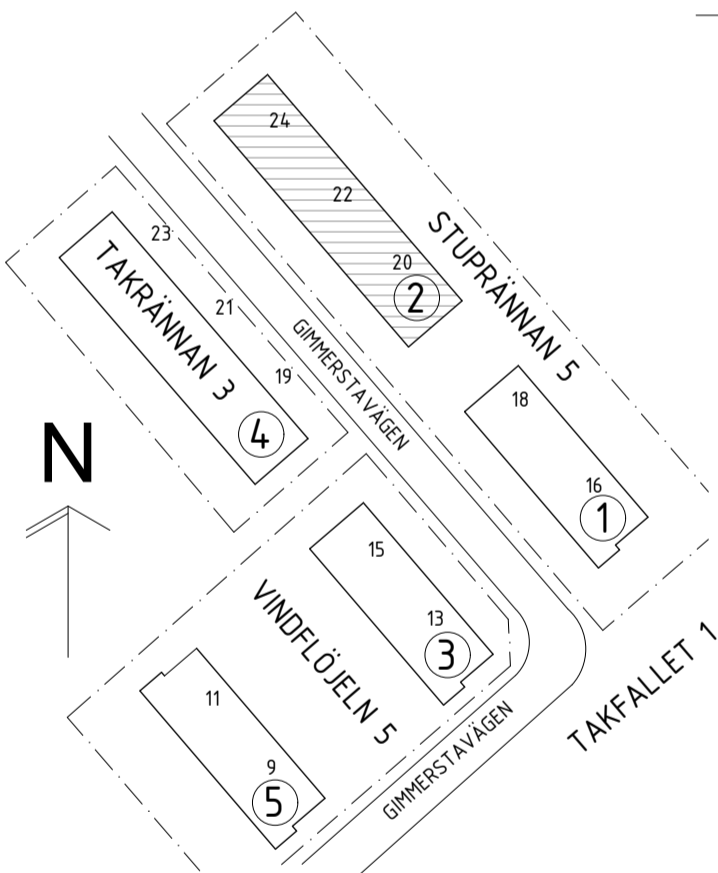 24
22
20
2
STUPRÄNNAN 5
23
21
19
TAKRÄNNAN 3
4
GIMMERSTAVÄGEN
18
16
1
N
15
13
3
VINDFLÖJELN 5
11
9
5
GIMMERSTAVÄGEN
TAKFALLET 1